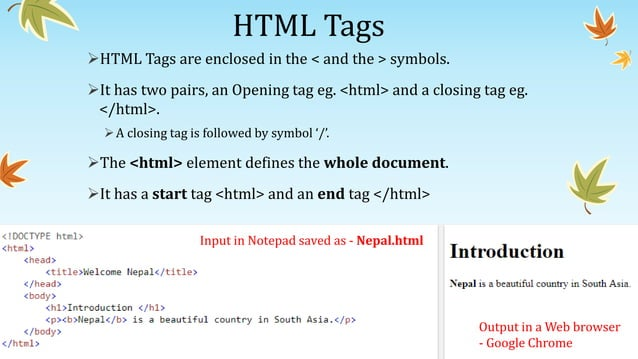 HTML Tags
➢HTML Tags are enclosed in the < and the > symbols.
➢It has two pairs, an Opening tag eg. <html> and a closing tag eg.
</html>.
➢A closing tag is followed by symbol ‘/’.
➢The <html> element defines the whole document.
➢It has a start tag <html> and an end tag </html>
<!DOCTYPE html>
<html>
<head>
<title>Welcome Nepal</title>
</head>
<body>
<h1>Introduction </h1>
<p><b>Nepal</b> is a beautiful country in South Asia.</p>
</body>
</html>
Input in Notepad saved as - Nepal.html
Introduction
Nepal is a beautiful country in South Asia.
Output in a Web browser
- Google Chrome